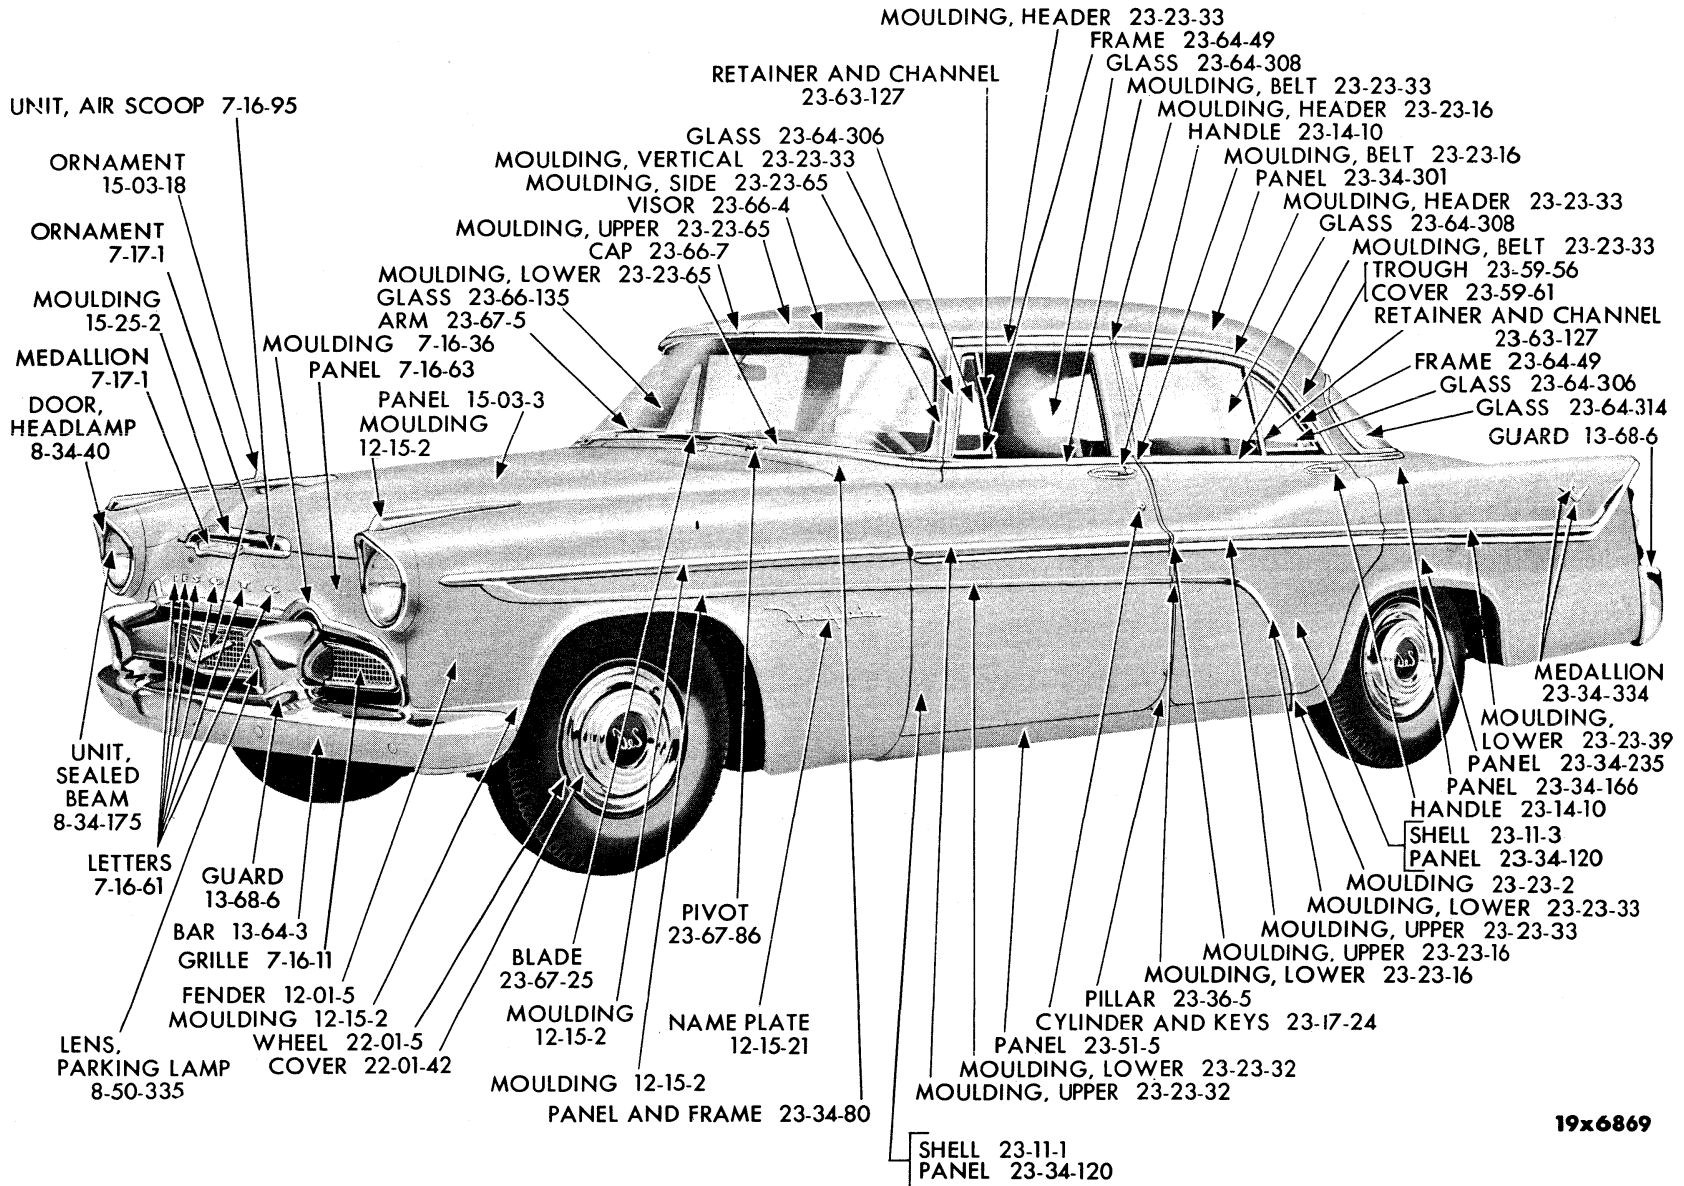 MOULDING, HEADER 23-23-33
FRAME 23-64-49
GLASS 23-64-308
MOULDING, BELT 23-23-33
MOULDING, HEADER 23-23-16
HANDLE 23-14-10
MOULDING, BELT 23-23-16
PANEL 23-34-301
MOULDING, HEADER 23-23-33
GLASS 23-64-308
MOULDING, BELT 23-23-33
TROUGH 23-59-56
COVER 23-59-61
RETAINER AND CHANNEL
23-63-127
FRAME 23-64-49
GLASS 23-64-306
GLASS 23-64-314
GUARD 13-68-6
RETAINER AND CHANNEL
23-63-127
GLASS 23-64-306
MOULDING, VERTICAL 23-23-33
MOULDING, SIDE 23-23-65
VISOR 23-66-4
MOULDING, UPPER 23-23-65
CAP 23-66-7
MOULDING, LOWER 23-23-65
GLASS 23-66-135
ARM 23-67-5
MOULDING 7-16-36
PANEL 7-16-63
PANEL 15-03-3
MOULDING
12-15-2
UNIT, AIR SCOOP 7-16-95
ORNAMENT
15-03-18
ORNAMENT
7-17-1
MOULDING
15-25-2
MEDALLION
7-17-1
DOOR,
HEADLAMP
8-34-40
UNIT,
SEALED
BEAM
8-34-175
LETTERS
7-16-61
GUARD
13-68-6
BAR 13-64-3
GRILLE 7-16-11
FENDER 12-01-5
MOULDING 12-15-2
WHEEL 22-01-5
COVER 22-01-42
LENS,
PARKING LAMP
8-50-335
BLADE
23-67-25
MOULDING
12-15-2
MOULDING 12-15-2
PANEL AND FRAME 23-34-80
PIVOT
23-67-86
NAME PLATE
12-15-21
MEDALLION
23-34-334
MOULDING,
LOWER 23-23-39
PANEL 23-34-235
PANEL 23-34-166
HANDLE 23-14-10
SHELL 23-11-3
PANEL 23-34-120
MOULDING 23-23-2
MOULDING, LOWER 23-23-33
MOULDING, UPPER 23-23-33
MOULDING, UPPER 23-23-16
MOULDING, LOWER 23-23-16
PILLAR 23-36-5
CYLINDER AND KEYS 23-17-24
PANEL 23-51-5
MOULDING, LOWER 23-23-32
MOULDING, UPPER 23-23-32
SHELL 23-11-1
PANEL 23-34-120
19x6869